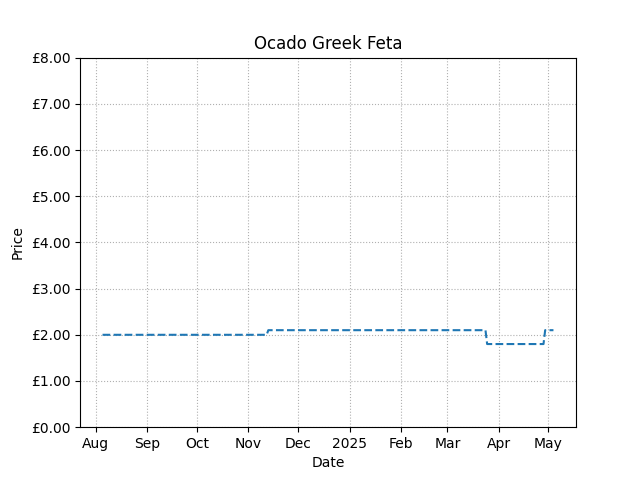 Ocado Greek Feta
£8.00
£7.00
£6.00
£5.00
£4.00
£3.00
£2.00
£1.00
£0.00
Price
Aug Sep Oct Nov Dec 2025 Feb Mar Apr May
Date